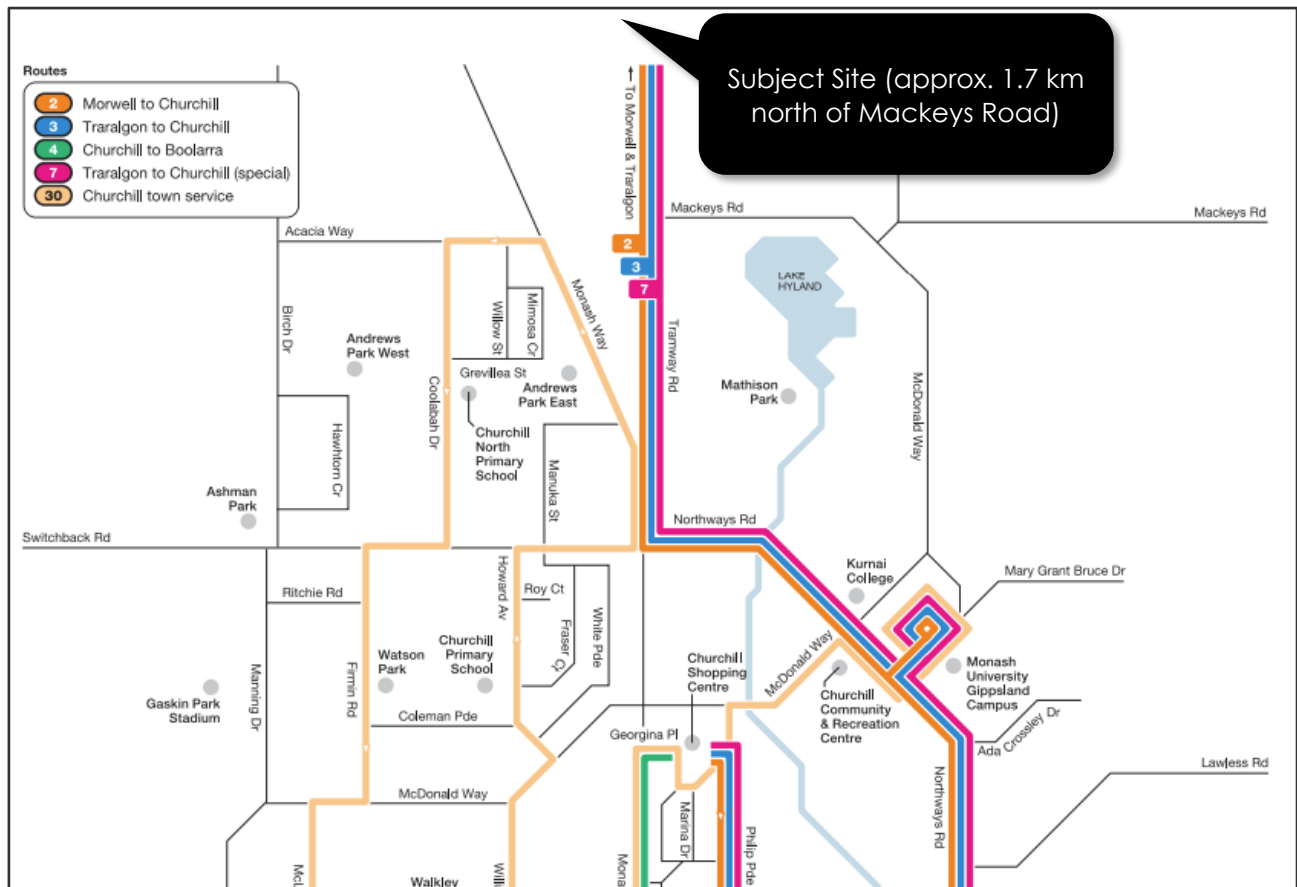 Routes
2 Morwell to Churchill
3 Traralgon to Churchill
4 Churchill to Boolarra
7 Traralgon to Churchill (special)
30 Churchill town service
→ To Morwell & Traralgon
Subject Site (approx. 1.7 km
north of Mackeys Road)
Mackeys Rd
Mackeys Rd
Acacia Way
2
3
7
LAKE
HYLAND
Birch Dr
Willow St
Mimosa Cr
Monash Way
Tramway Rd
Andrews
Park West
Grevillea St
Andrews
Park East
Coolabah Dr
Mathison
Park
McDonald Way
Churchill
North
Primary
School
Hawhtorn Cr
Manuka St
Ashman
Park
Switchback Rd
Northways Rd
Kurnai
College
Mary Grant Bruce Dr
Ritchie Rd
Howard Av
Roy Ct
Fraser Ct
White Pde
Manning Dr
Firmin Rd
Watson
Park
Churchill
Primary
School
Churchill
Shopping
Centre
McDonald Way
Churchill
Community
& Recreation
Centre
Monash
University
Gippsland
Campus
Gaskin Park
Stadium
Coleman Pde
Georgina Pl
Ada Crossley Dr
Lawless Rd
McDonald Way
Marina Dr
Philip Pde
Northways Rd
McL
Willi
Mona
Walkley